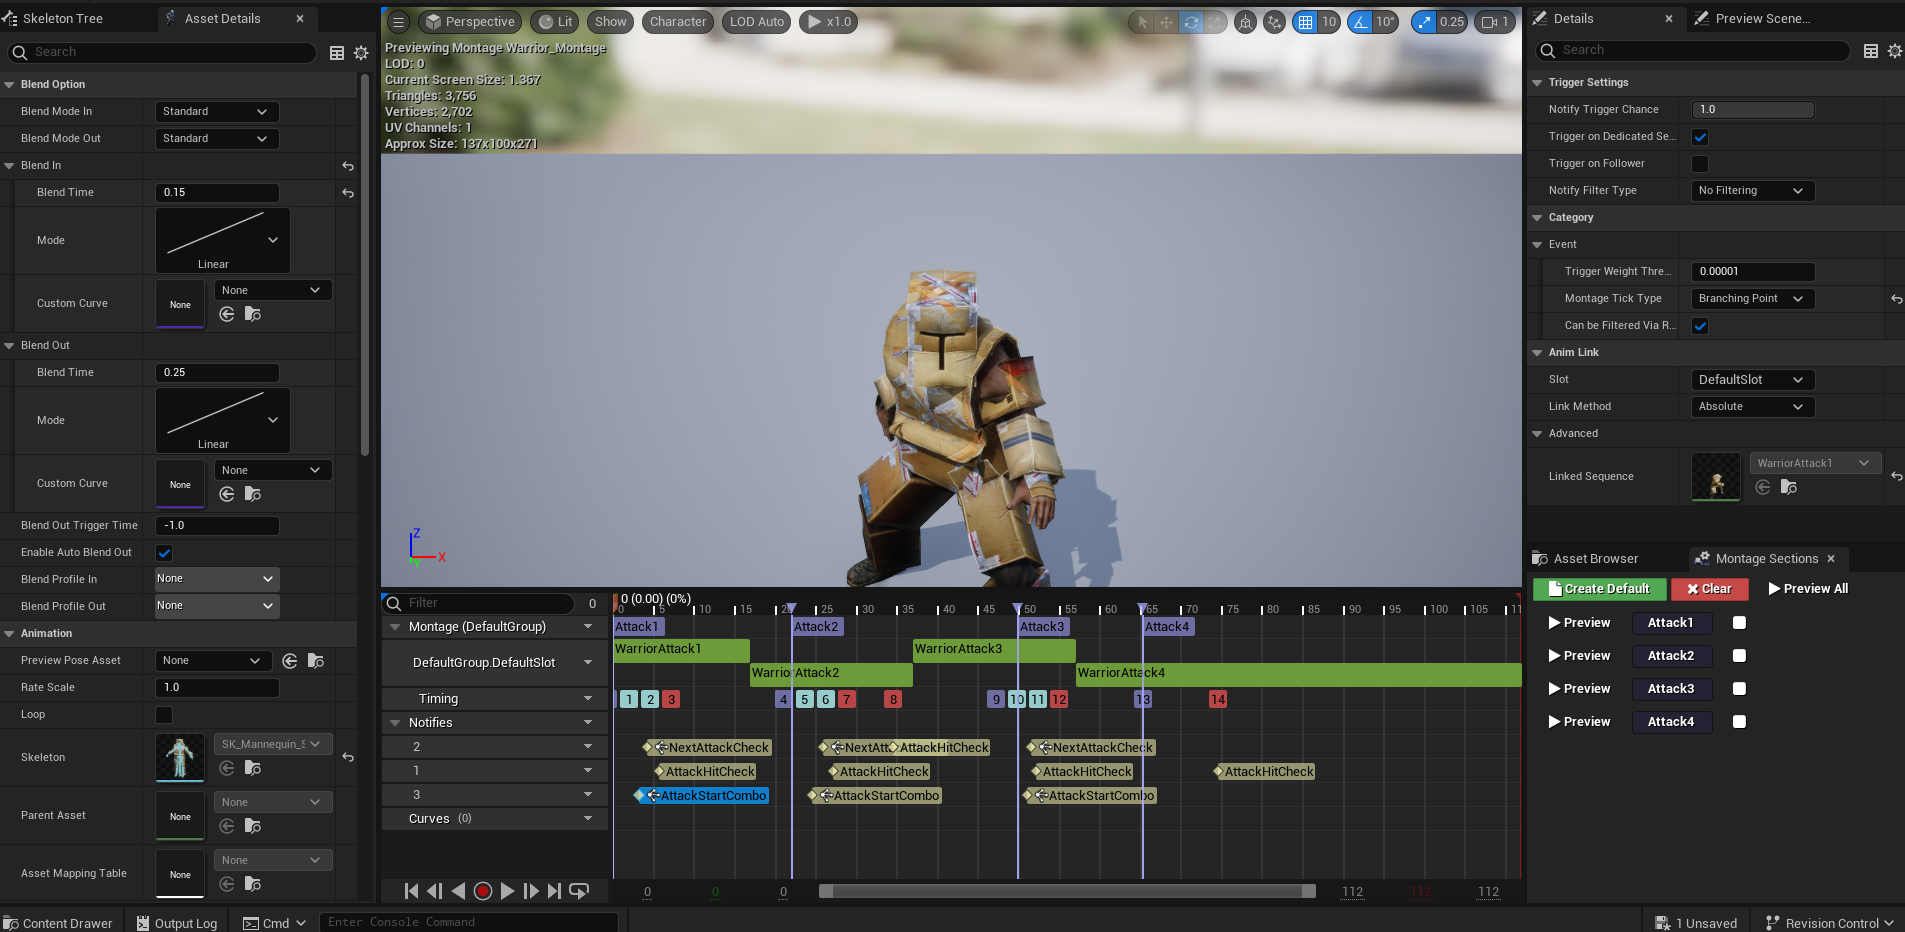 Skeleton Tree
Asset Details
Search
Blend Option
Blend Mode In Standard
Blend Mode Out Standard
Blend In
Blend Time 0.15
Mode
Linear
Custom Curve None None
Blend Out
Blend Time 0.25
Mode
Linear
Custom Curve None None
Blend Out Trigger Time -1.0
Enable Auto Blend Out
Blend Profile In None
Blend Profile Out None
Animation
Preview Pose Asset None
Rate Scale 1.0
Loop
Skeleton SK_Mannequin_S
Parent Asset None None
Asset Mapping Table None None
Perspective Lit Show Character LOD Auto x1.0 10 10° 0.25 1
Previewing Montage Warrior_Montage
LOD: 0
Current Screen Size: 1.367
Triangles: 3,756
Vertices: 2,702
UV Channels: 1
Approx Size: 137x100x271
Z
X
Filter 0
0 (0.00) (0%)
0 5 10 15 25 30 35 40 45 50 55 60 65 70 75 80 85 90 95 100 105
Montage (DefaultGroup) Attack1 Attack2 Attack3 Attack4
DefaultGroup.DefaultSlot WarriorAttack1 WarriorAttack3
WarriorAttack2 WarriorAttack4
Timing 1 2 3 4 5 6 7 8 9 10 11 12 13 14
Notifies
2 NextAttackCheck NextAtt AttackHitCheck NextAttackCheck
1 AttackHitCheck AttackHitCheck AttackHitCheck AttackHitCheck
3 AttackStartCombo AttackStartCombo AttackStartCombo
Curves (0)
0 0 0 112 112 112
Details
Preview Scene...
Search
Trigger Settings
Notify Trigger Chance 1.0
Trigger on Dedicated Se...
Trigger on Follower
Notify Filter Type No Filtering
Category
Event
Trigger Weight Thre... 0.00001
Montage Tick Type Branching Point
Can be Filtered Via R...
Anim Link
Slot DefaultSlot
Link Method Absolute
Advanced
Linked Sequence WarriorAttack1
Asset Browser
Montage Sections
Create Default Clear Preview All
Preview Attack1
Preview Attack2
Preview Attack3
Preview Attack4
Content Drawer Output Log Cmd Enter Console Command 1 Unsaved Revision Control